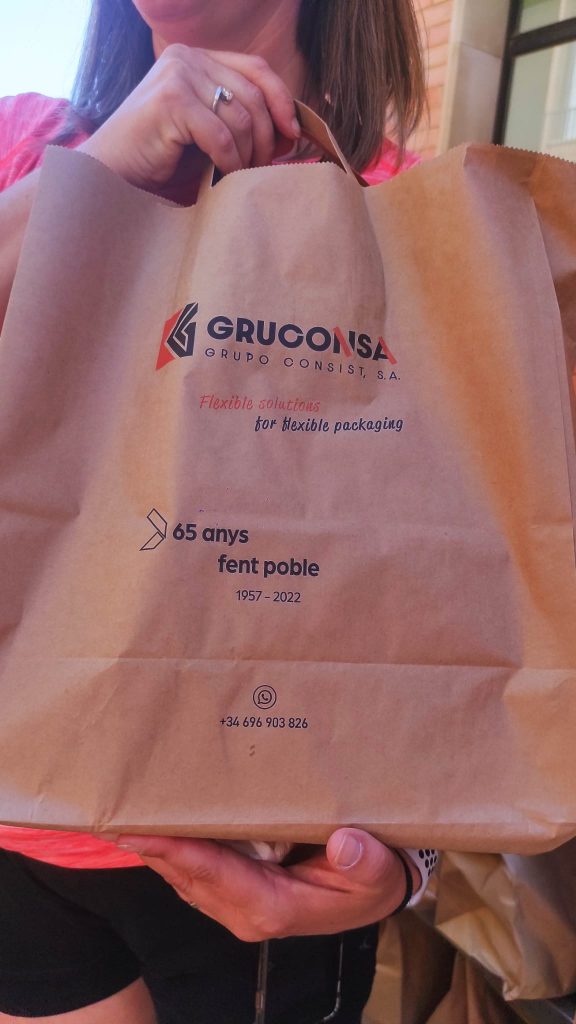 GRUCONSA
GRUPO CONSIST, S.A.
Flexible solutions
for flexible packaging
65 anys
fent poble
1957 - 2022
+34 696 903 826